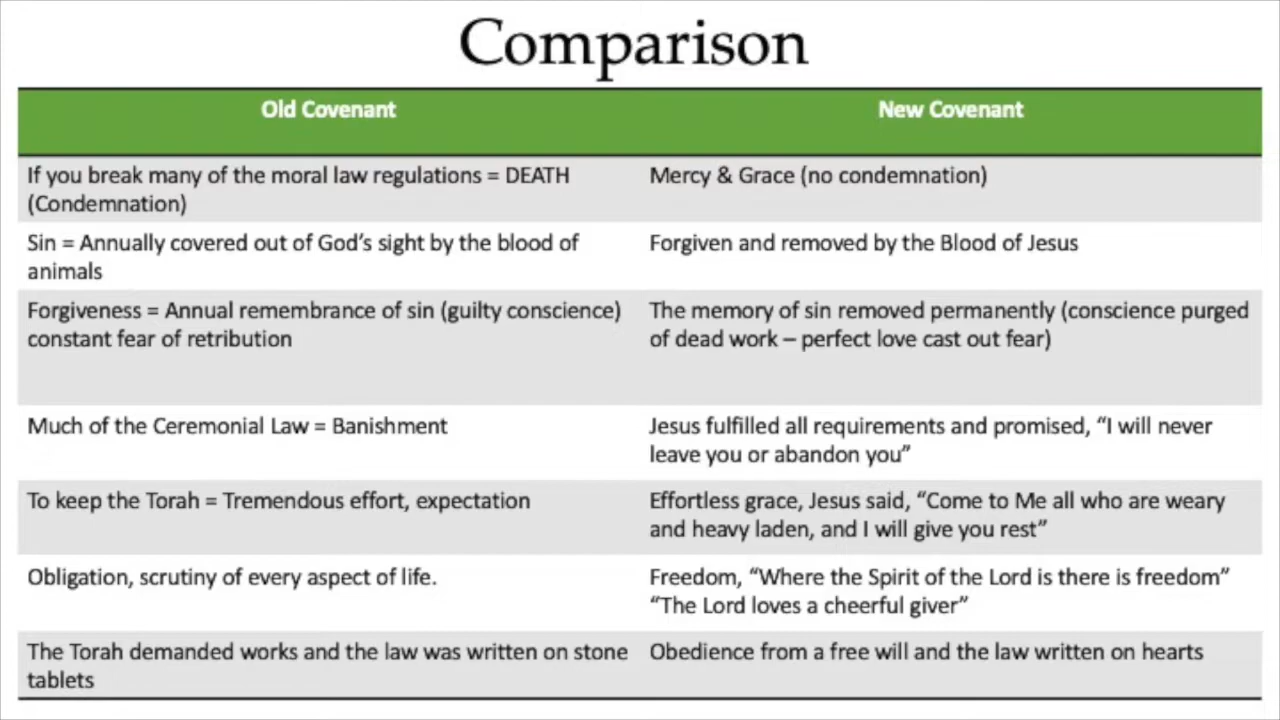 Comparison
Old Covenant
New Covenant
If you break many of the moral law regulations = DEATH
(Condemnation)
Mercy & Grace (no condemnation)
Sin = Annually covered out of God’s sight by the blood of
animals
Forgiven and removed by the Blood of Jesus
Forgiveness = Annual remembrance of sin (guilty conscience)
constant fear of retribution
The memory of sin removed permanently (conscience purged
of dead work – perfect love cast out fear)
Much of the Ceremonial Law = Banishment
Jesus fulfilled all requirements and promised, “I will never
leave you or abandon you”
To keep the Torah = Tremendous effort, expectation
Effortless grace, Jesus said, “Come to Me all who are weary
and heavy laden, and I will give you rest”
Obligation, scrutiny of every aspect of life.
Freedom, “Where the Spirit of the Lord is there is freedom”
“The Lord loves a cheerful giver”
The Torah demanded works and the law was written on stone
tablets
Obedience from a free will and the law written on hearts